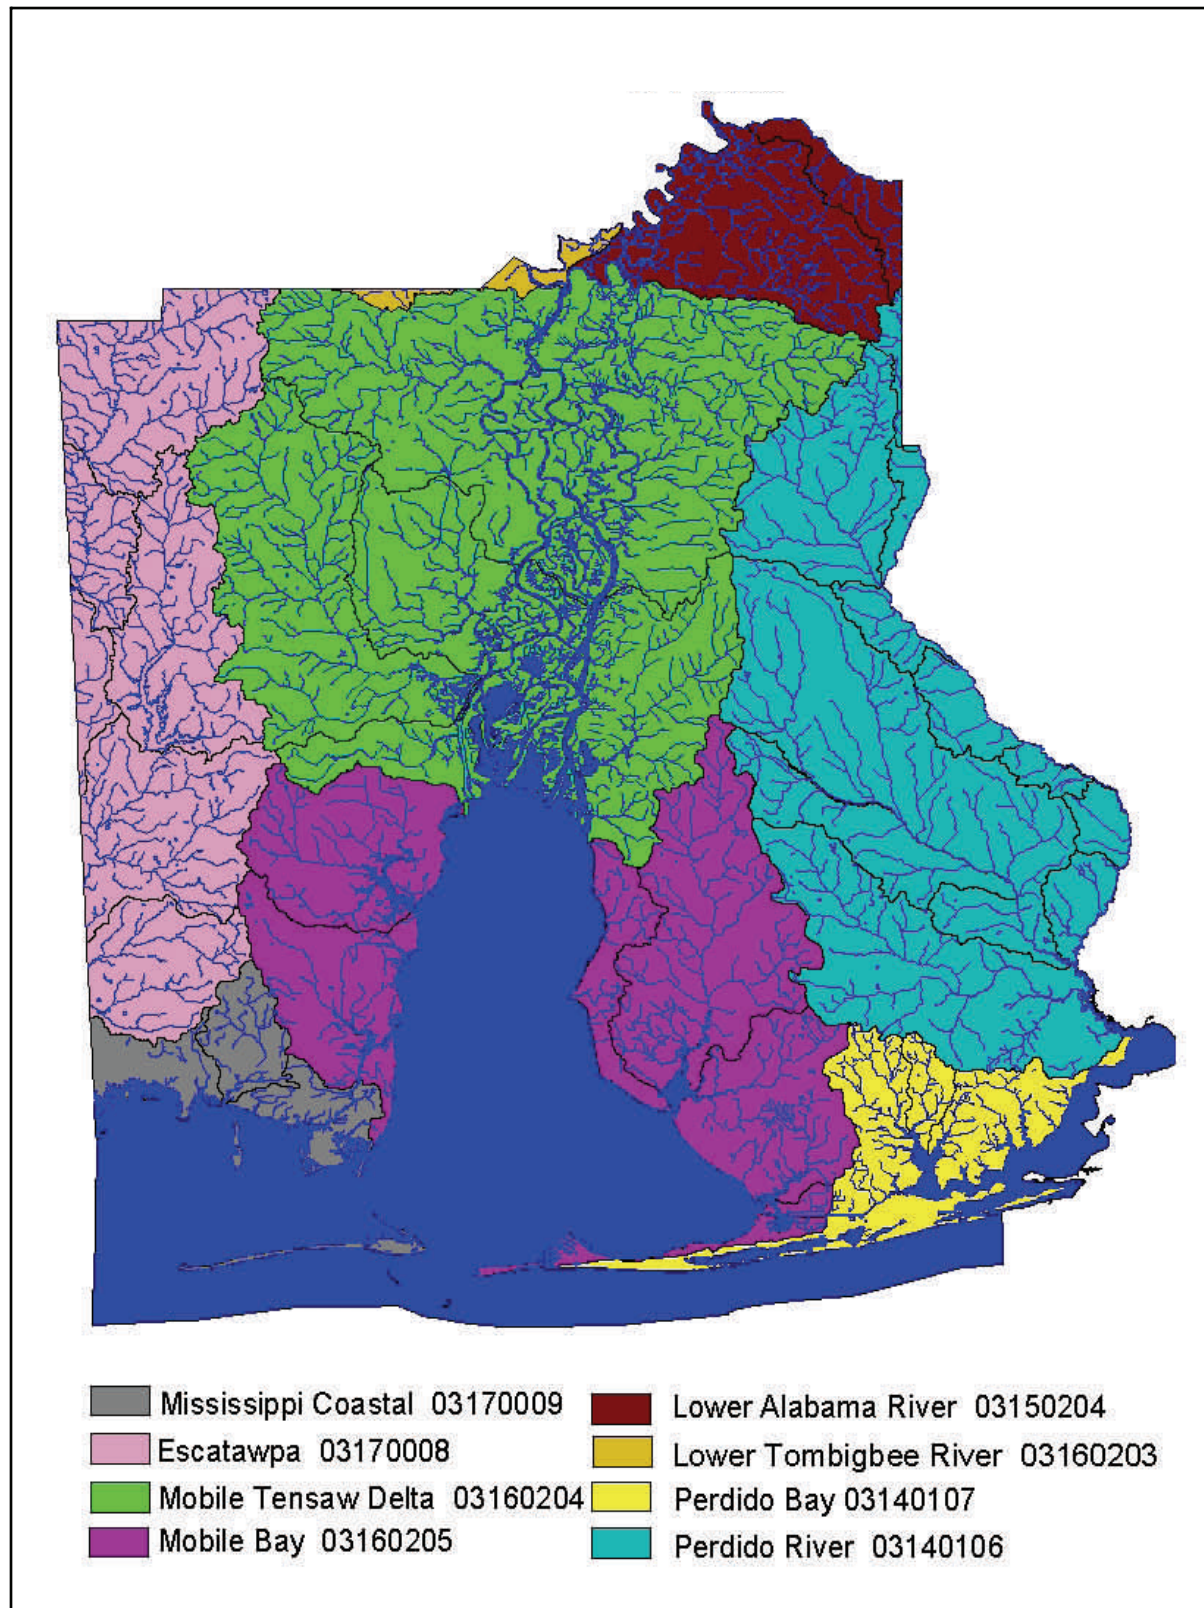 Mississippi Coastal 03170009
Escatawpa 03170008
Mobile Tensaw Delta 03160204
Mobile Bay 03160205
Lower Alabama River 03150204
Lower Tombigbee River 03160203
Perdido Bay 03140107
Perdido River 03140106